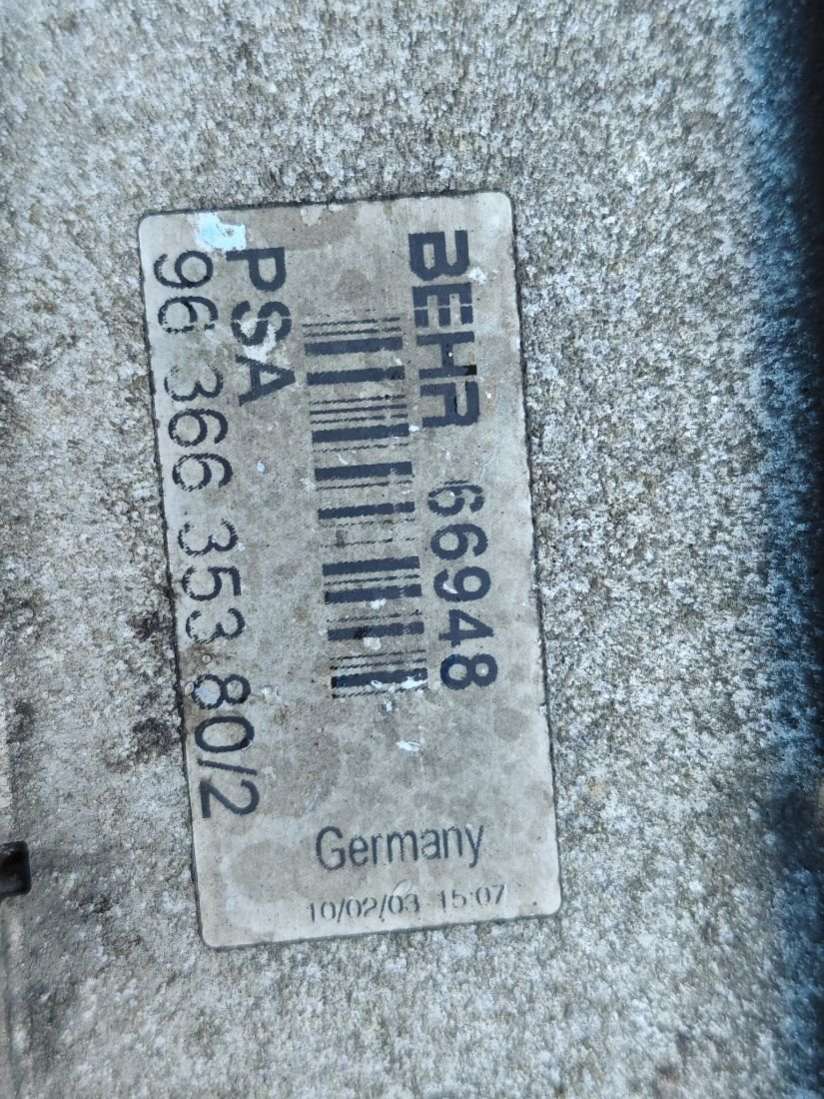 BEHR 66948
PSA
96 366 353 80/2
Germany
10/02/03 15:07